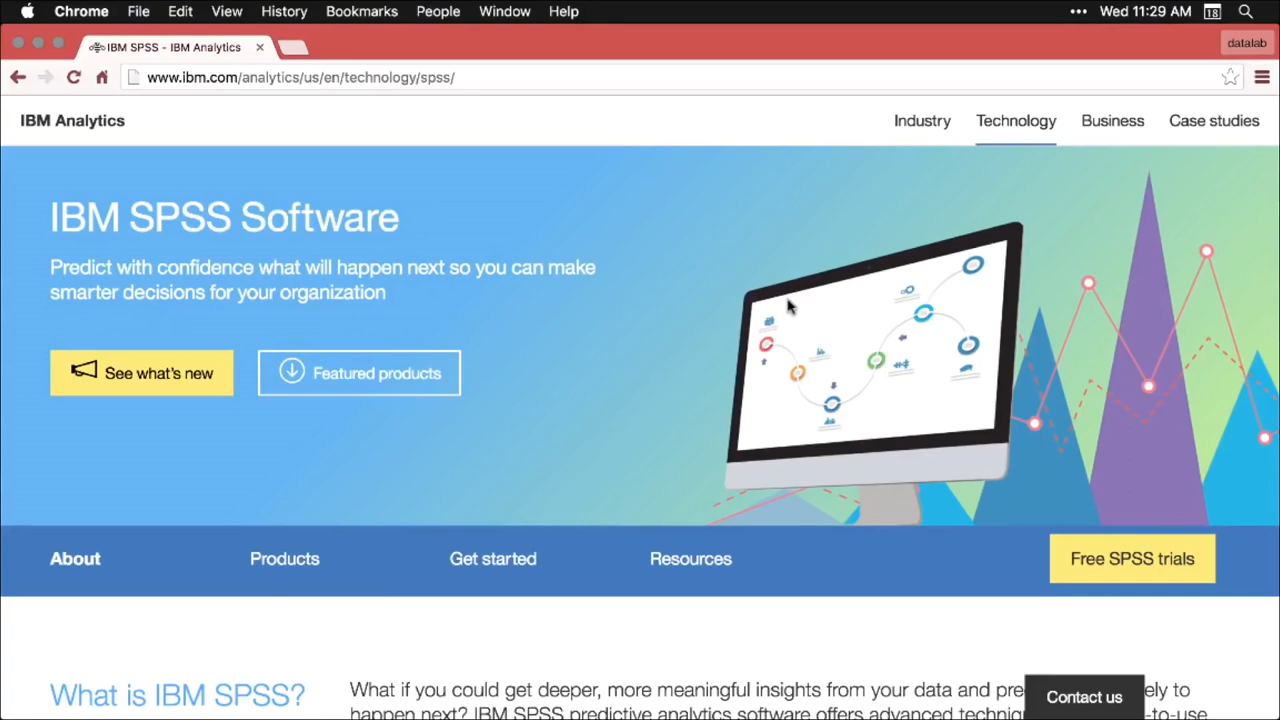 Chrome File Edit View History Bookmarks People Window Help ••• Wed 11:29 AM 18
IBM SPSS - IBM Analytics × datalab
www.ibm.com/analytics/us/en/technology/spss/
IBM Analytics Industry Technology Business Case studies
IBM SPSS Software
Predict with confidence what will happen next so you can make
smarter decisions for your organization
See what's new Featured products
About Products Get started Resources Free SPSS trials
What is IBM SPSS? What if you could get deeper, more meaningful insights from your data and pre ely to
happen next? IBM SPSS predictive analytics software offers advanced techniq -to-use
Contact us